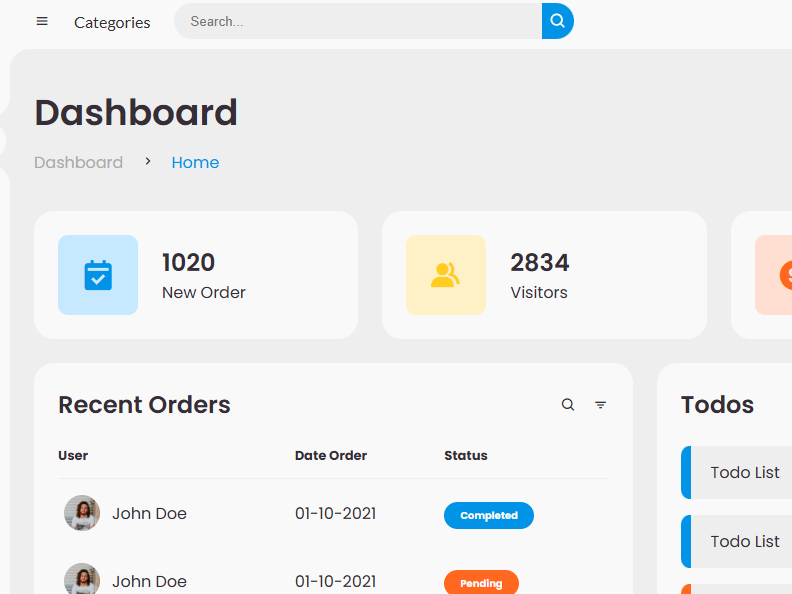 Categories
Search...
Dashboard
Dashboard Home
1020
New Order
2834
Visitors
Recent Orders
User Date Order Status
John Doe 01-10-2021 Completed
John Doe 01-10-2021 Pending
Todos
Todo List
Todo List